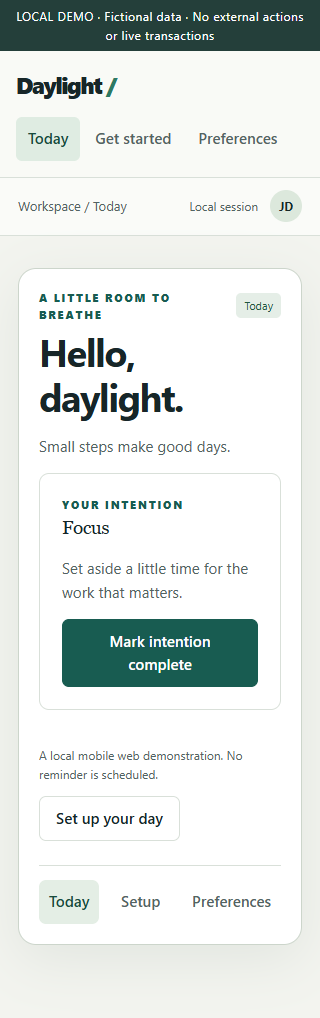 LOCAL DEMO · Fictional data · No external actions
or live transactions
Daylight /
Today Get started Preferences
Workspace / Today Local session JD
A LITTLE ROOM TO
BREATHE
Today
Hello,
daylight.
Small steps make good days.
YOUR INTENTION
Focus
Set aside a little time for the
work that matters.
Mark intention
complete
A local mobile web demonstration. No
reminder is scheduled.
Set up your day
Today Setup Preferences